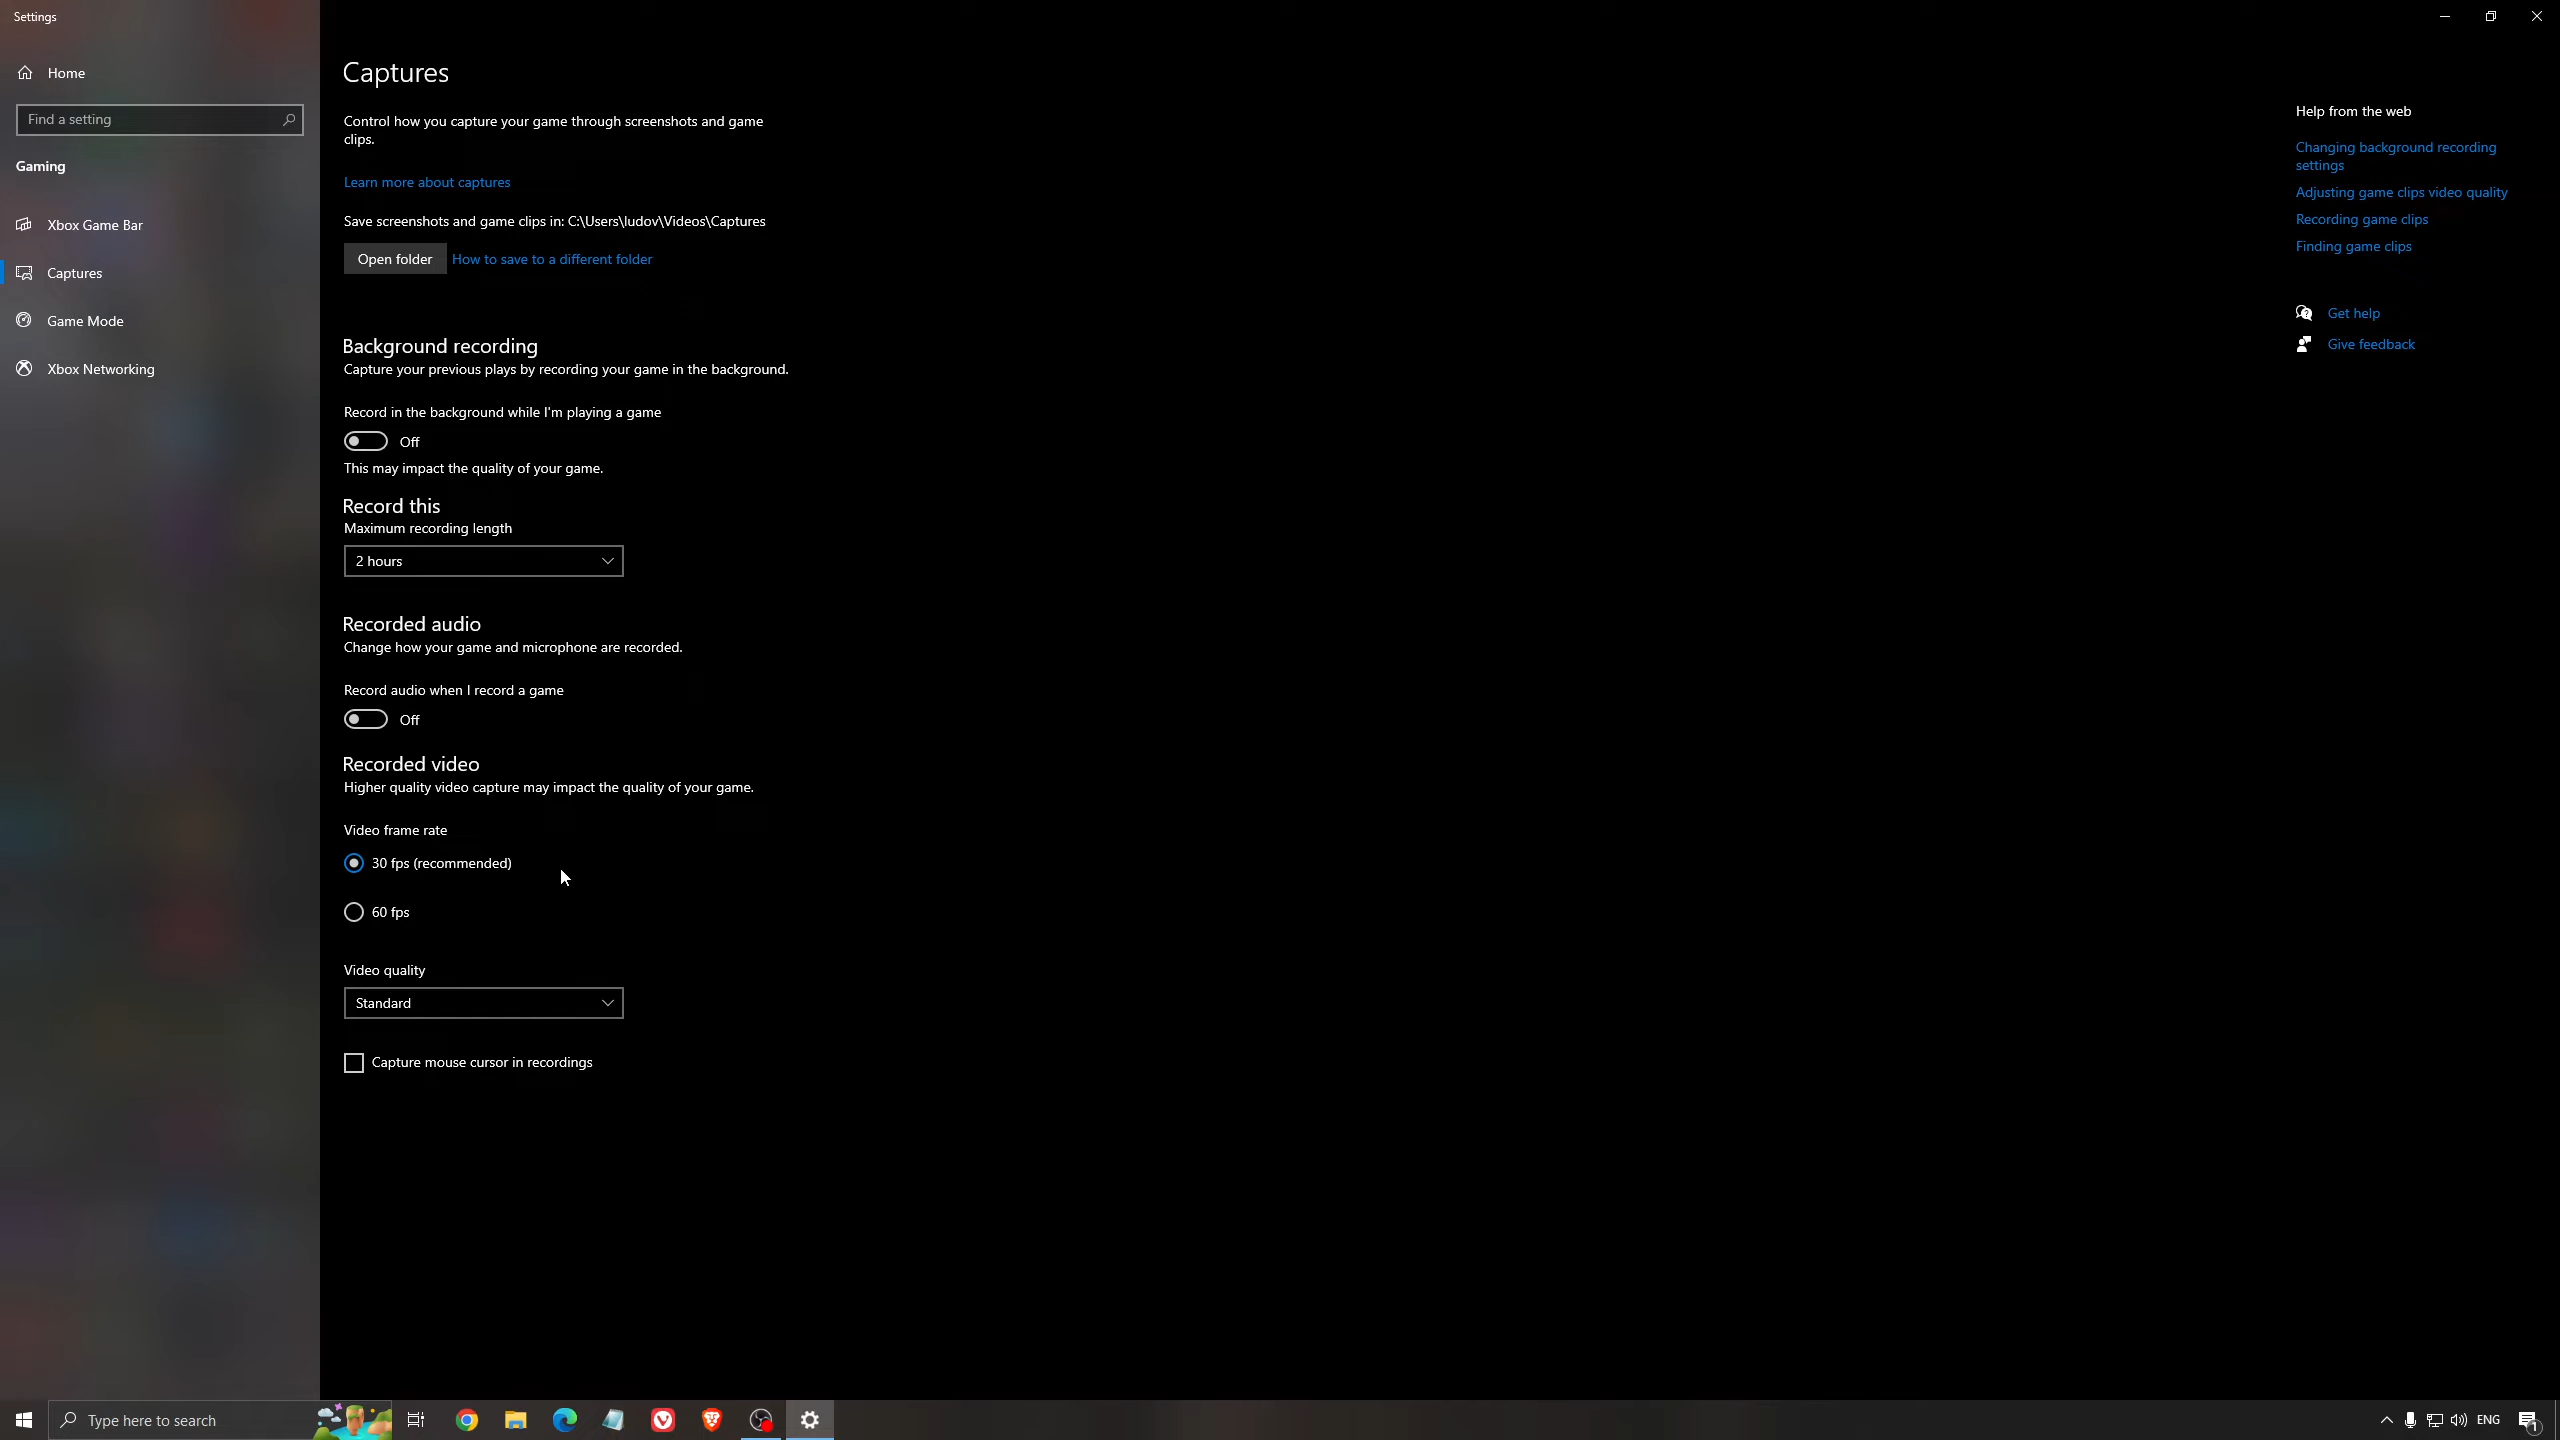 Settings
Home
Find a setting
Gaming
Xbox Game Bar
Captures
Game Mode
Xbox Networking
Captures
Control how you capture your game through screenshots and game
clips.
Learn more about captures
Save screenshots and game clips in: C:\Users\ludov\Videos\Captures
Open folder
How to save to a different folder
Background recording
Capture your previous plays by recording your game in the background.
Record in the background while I'm playing a game
Off
This may impact the quality of your game.
Record this
Maximum recording length
2 hours
Recorded audio
Change how your game and microphone are recorded.
Record audio when I record a game
Off
Recorded video
Higher quality video capture may impact the quality of your game.
Video frame rate
30 fps (recommended)
60 fps
Video quality
Standard
Capture mouse cursor in recordings
Help from the web
Changing background recording
settings
Adjusting game clips video quality
Recording game clips
Finding game clips
Get help
Give feedback
Type here to search
ENG
1